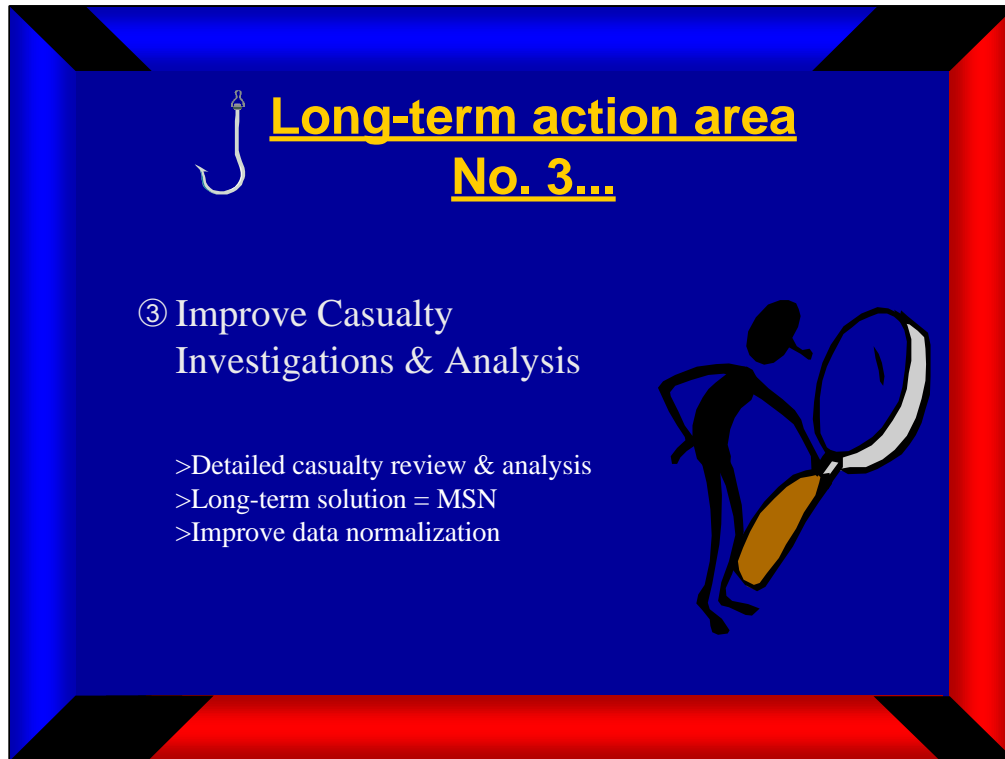 Long-term action area
No. 3...
③ Improve Casualty
Investigations & Analysis
>Detailed casualty review & analysis
>Long-term solution = MSN
>Improve data normalization